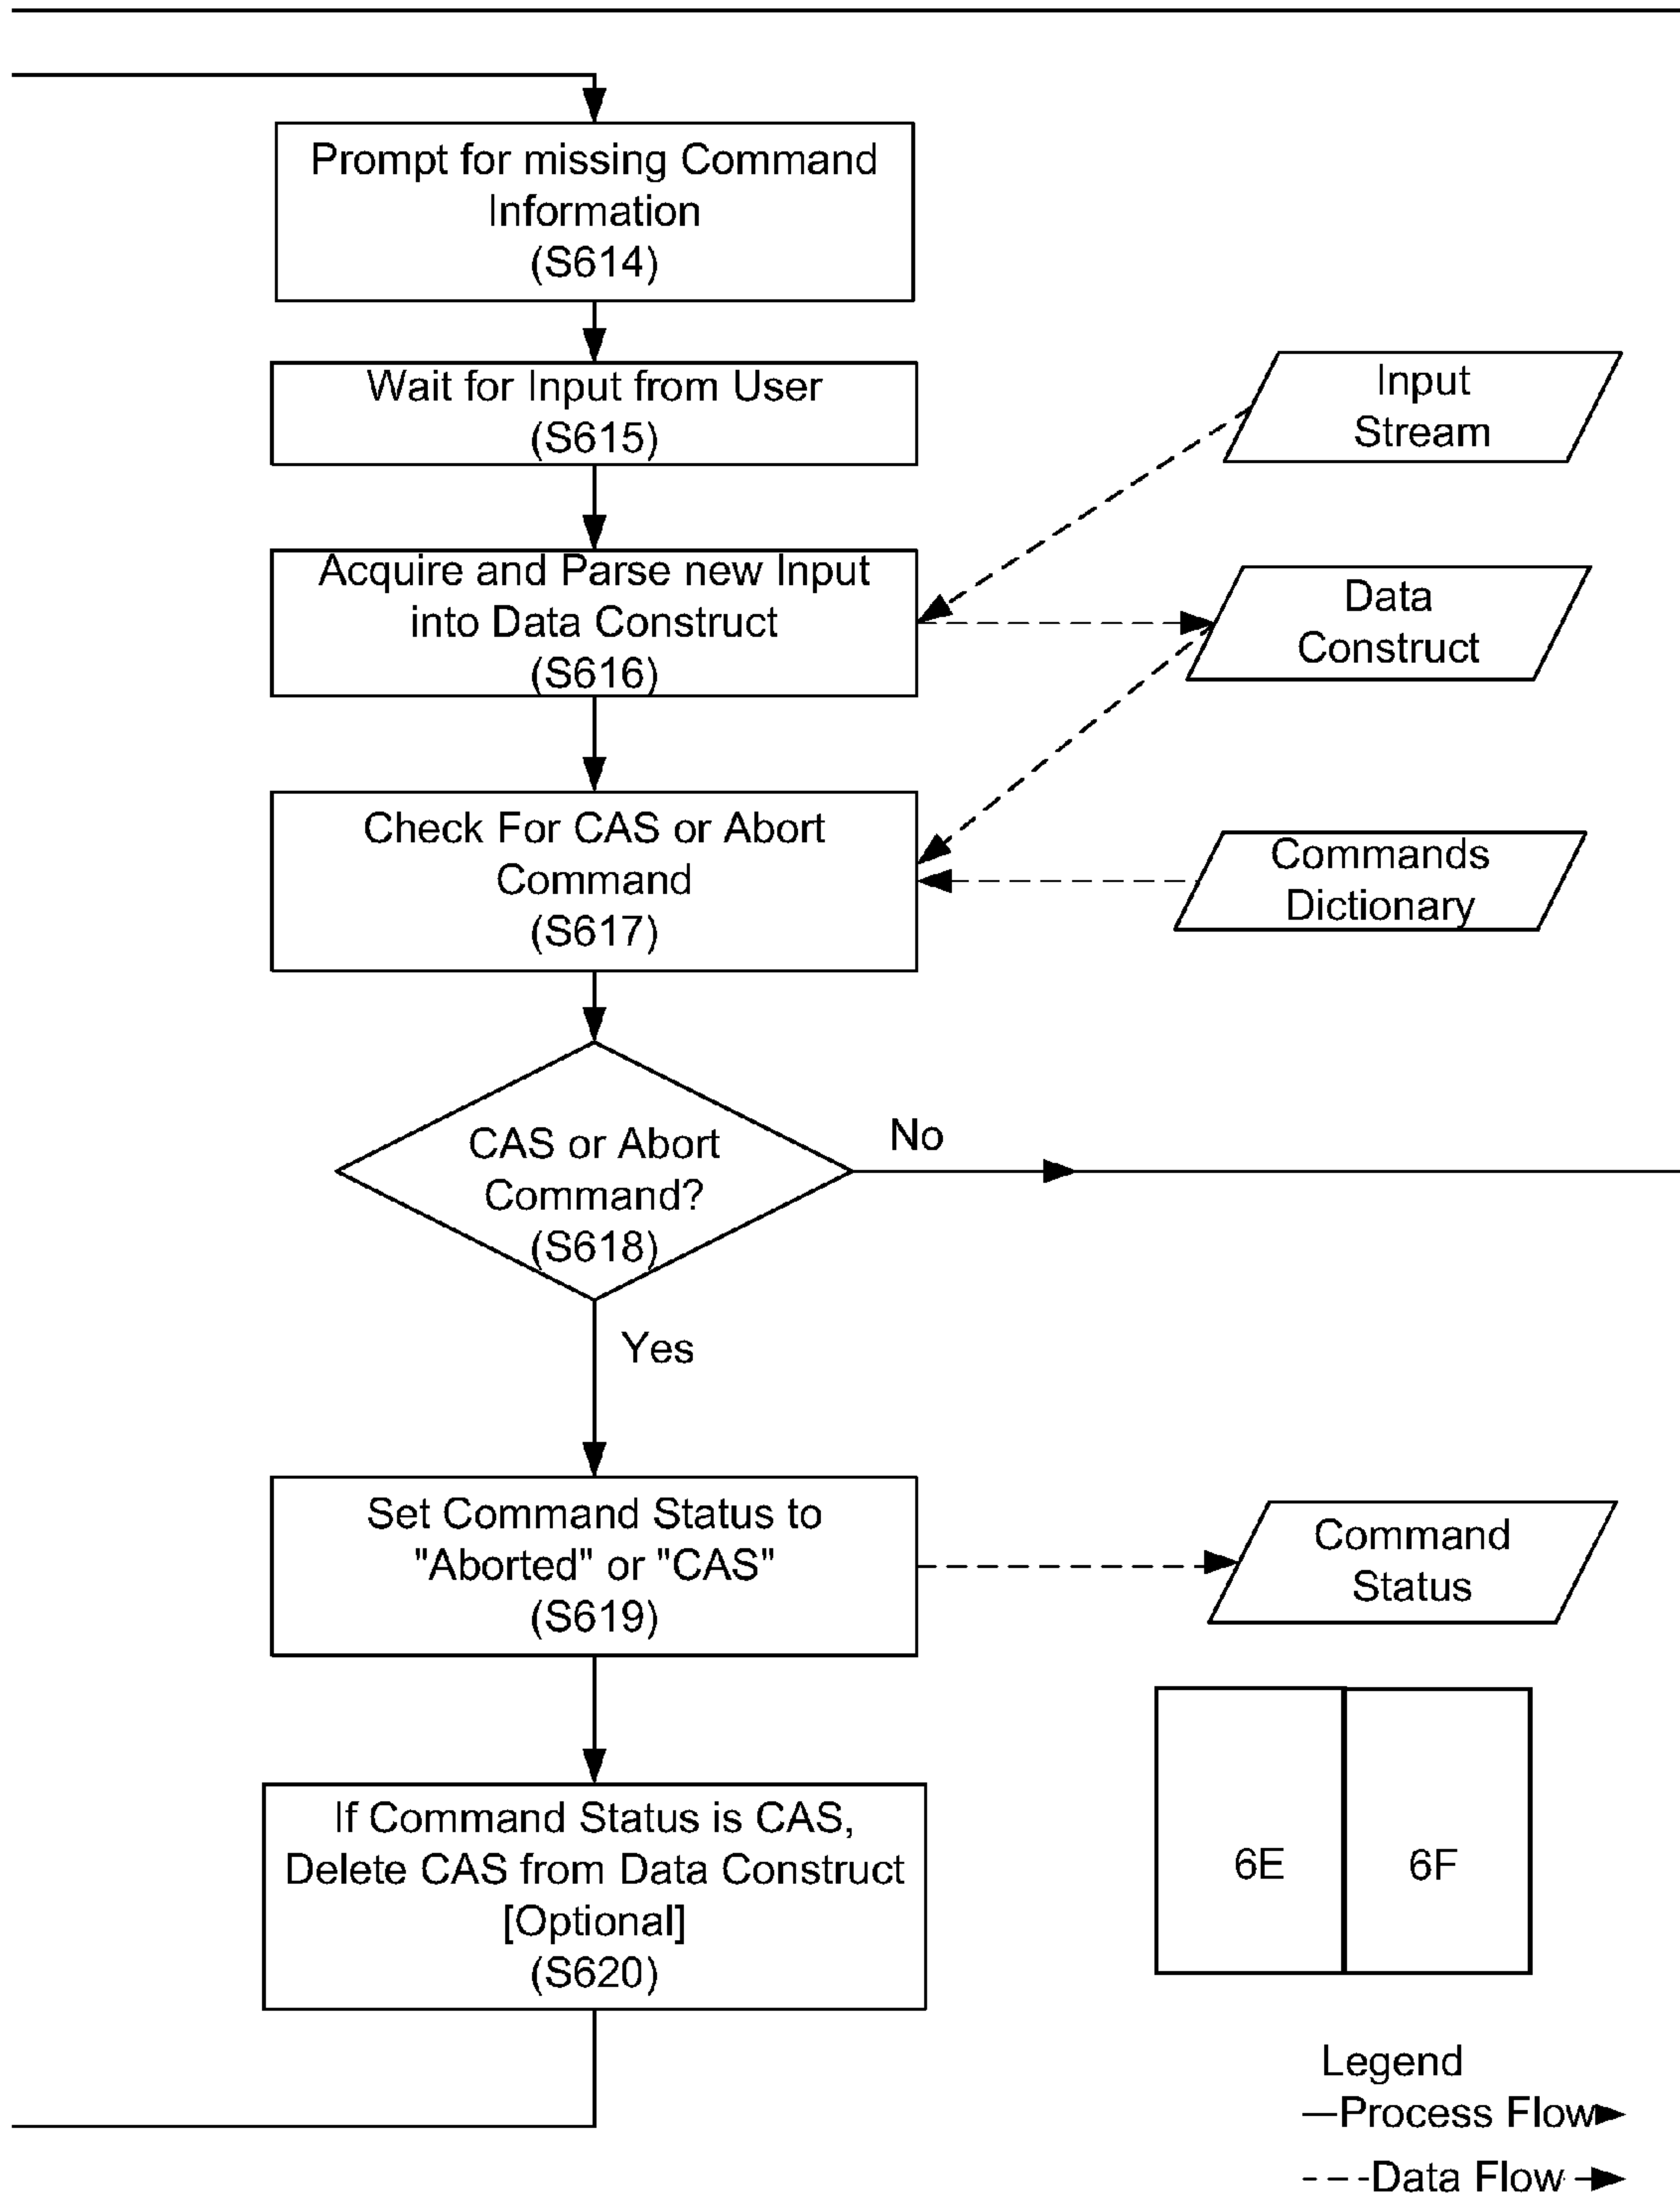 Prompt for missing Command
Information
(S614)
Wait for Input from User
(S615)
Input
Stream
Acquire and Parse new Input
into Data Construct
(S616)
Data
Construct
Check For CAS or Abort
Command
(S617)
Commands
Dictionary
CAS or Abort
Command?
(S618)
No
Yes
Set Command Status to
"Aborted" or "CAS"
(S619)
Command
Status
If Command Status is CAS,
Delete CAS from Data Construct
[Optional]
(S620)
6E
6F
Legend
Process Flow
Data Flow